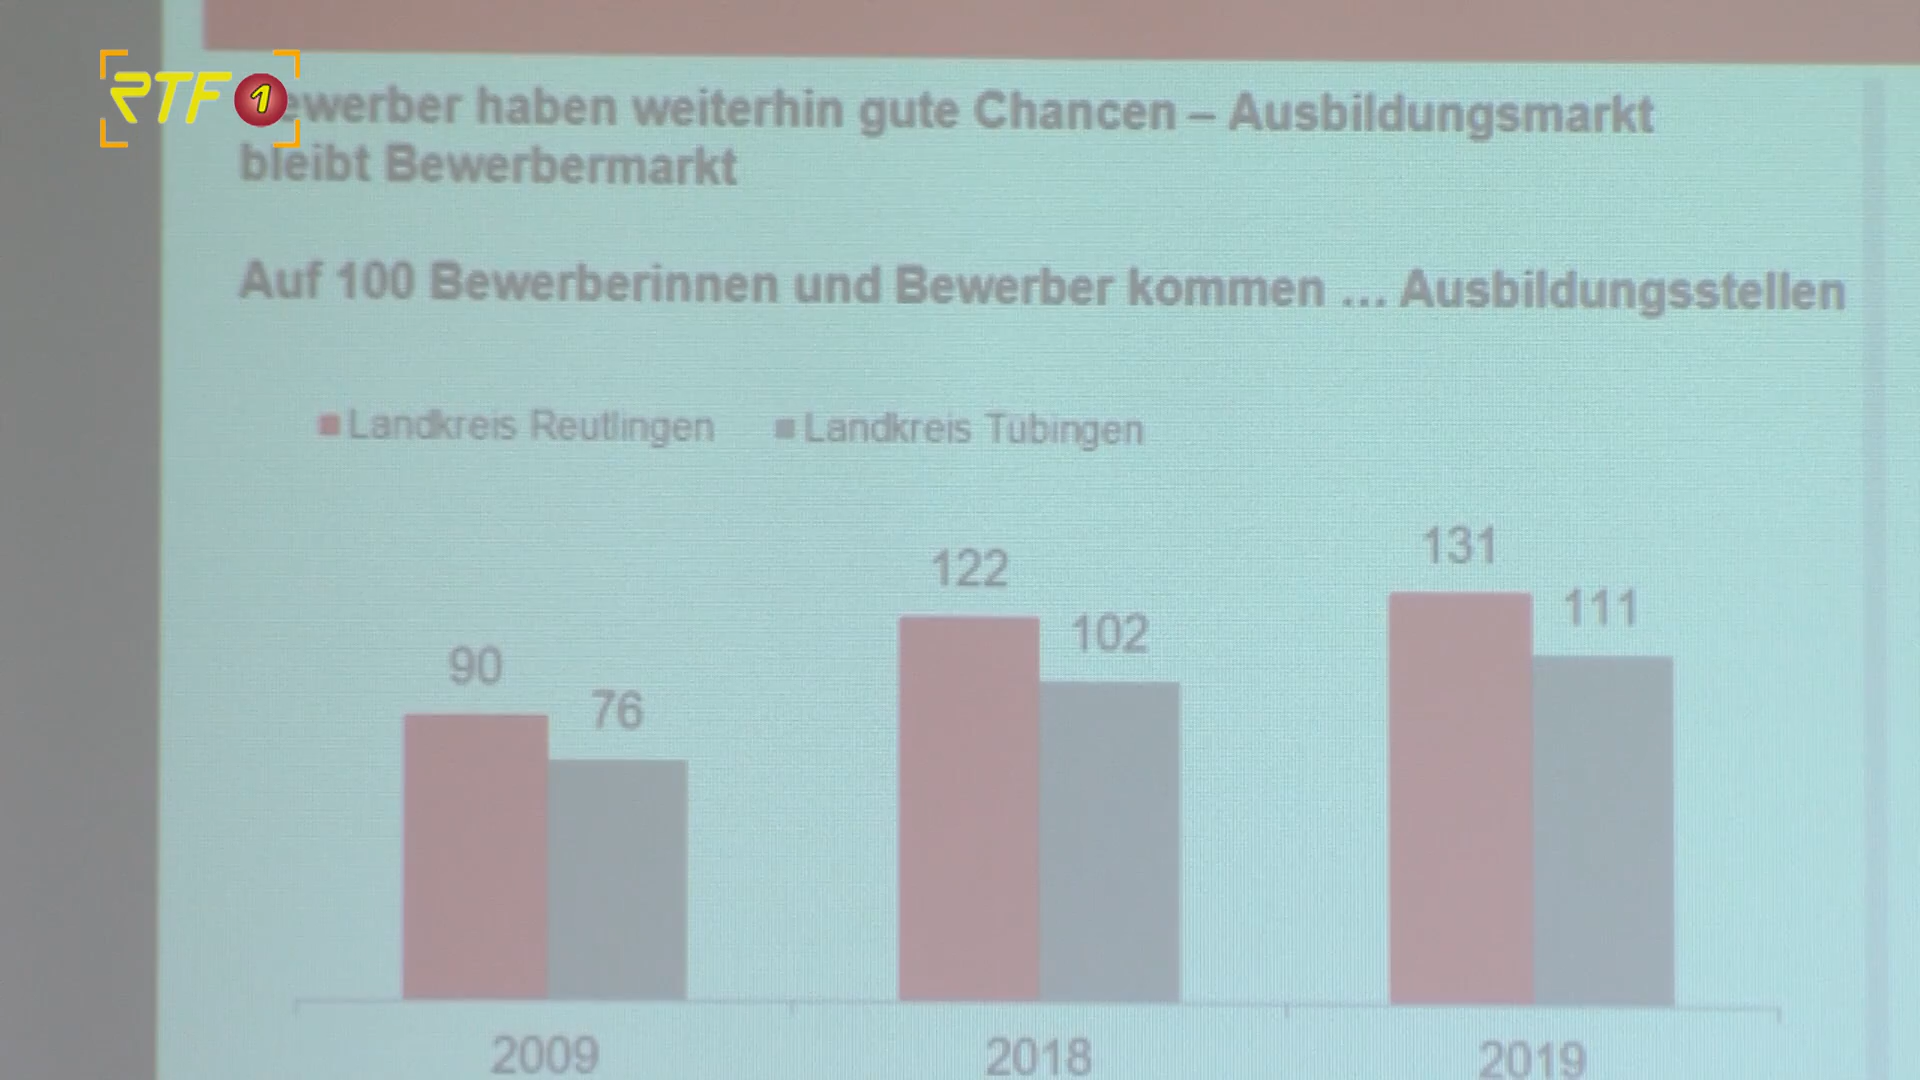 RTF 1
ewerber haben weiterhin gute Chancen – Ausbildungsmarkt
bleibt Bewerbermarkt
Auf 100 Bewerberinnen und Bewerber kommen ... Ausbildungsstellen
Landkreis Reutlingen Landkreis Tübingen
90 76 122 102 131 111
2009 2018 2019